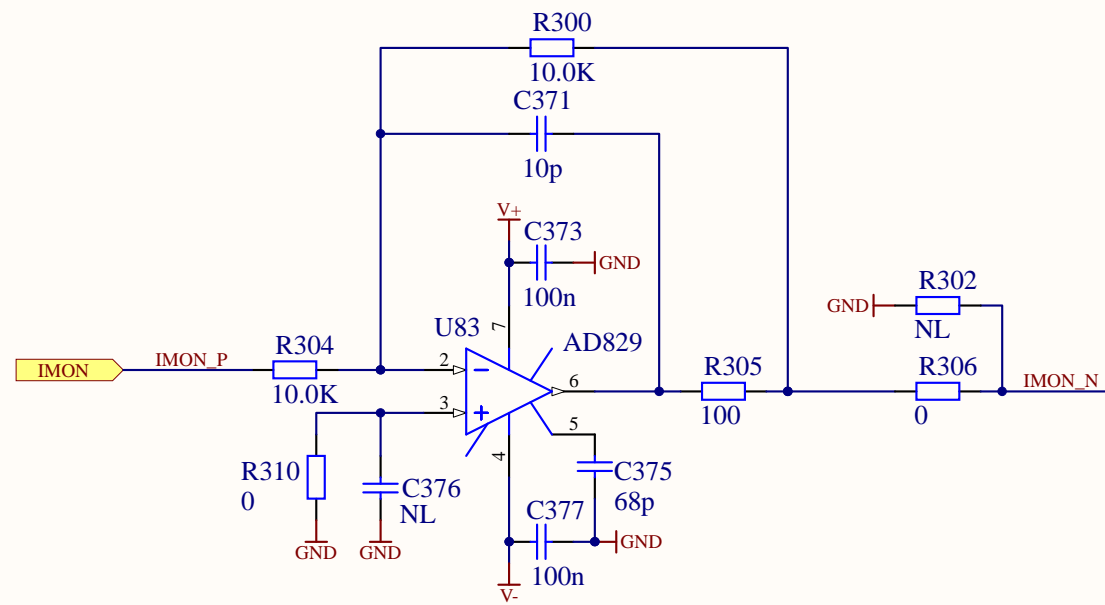 R300
10.0K
C371
10p
V+
C373
GND
100n
R302
GND
NL
U83
7
AD829
R304
IMON
IMON_P
2
10.0K
6
R305
100
R306
0
IMON_N
3
5
R310
0
C376
NL
4
C375
68p
C377
GND
GND
GND
100n
V-